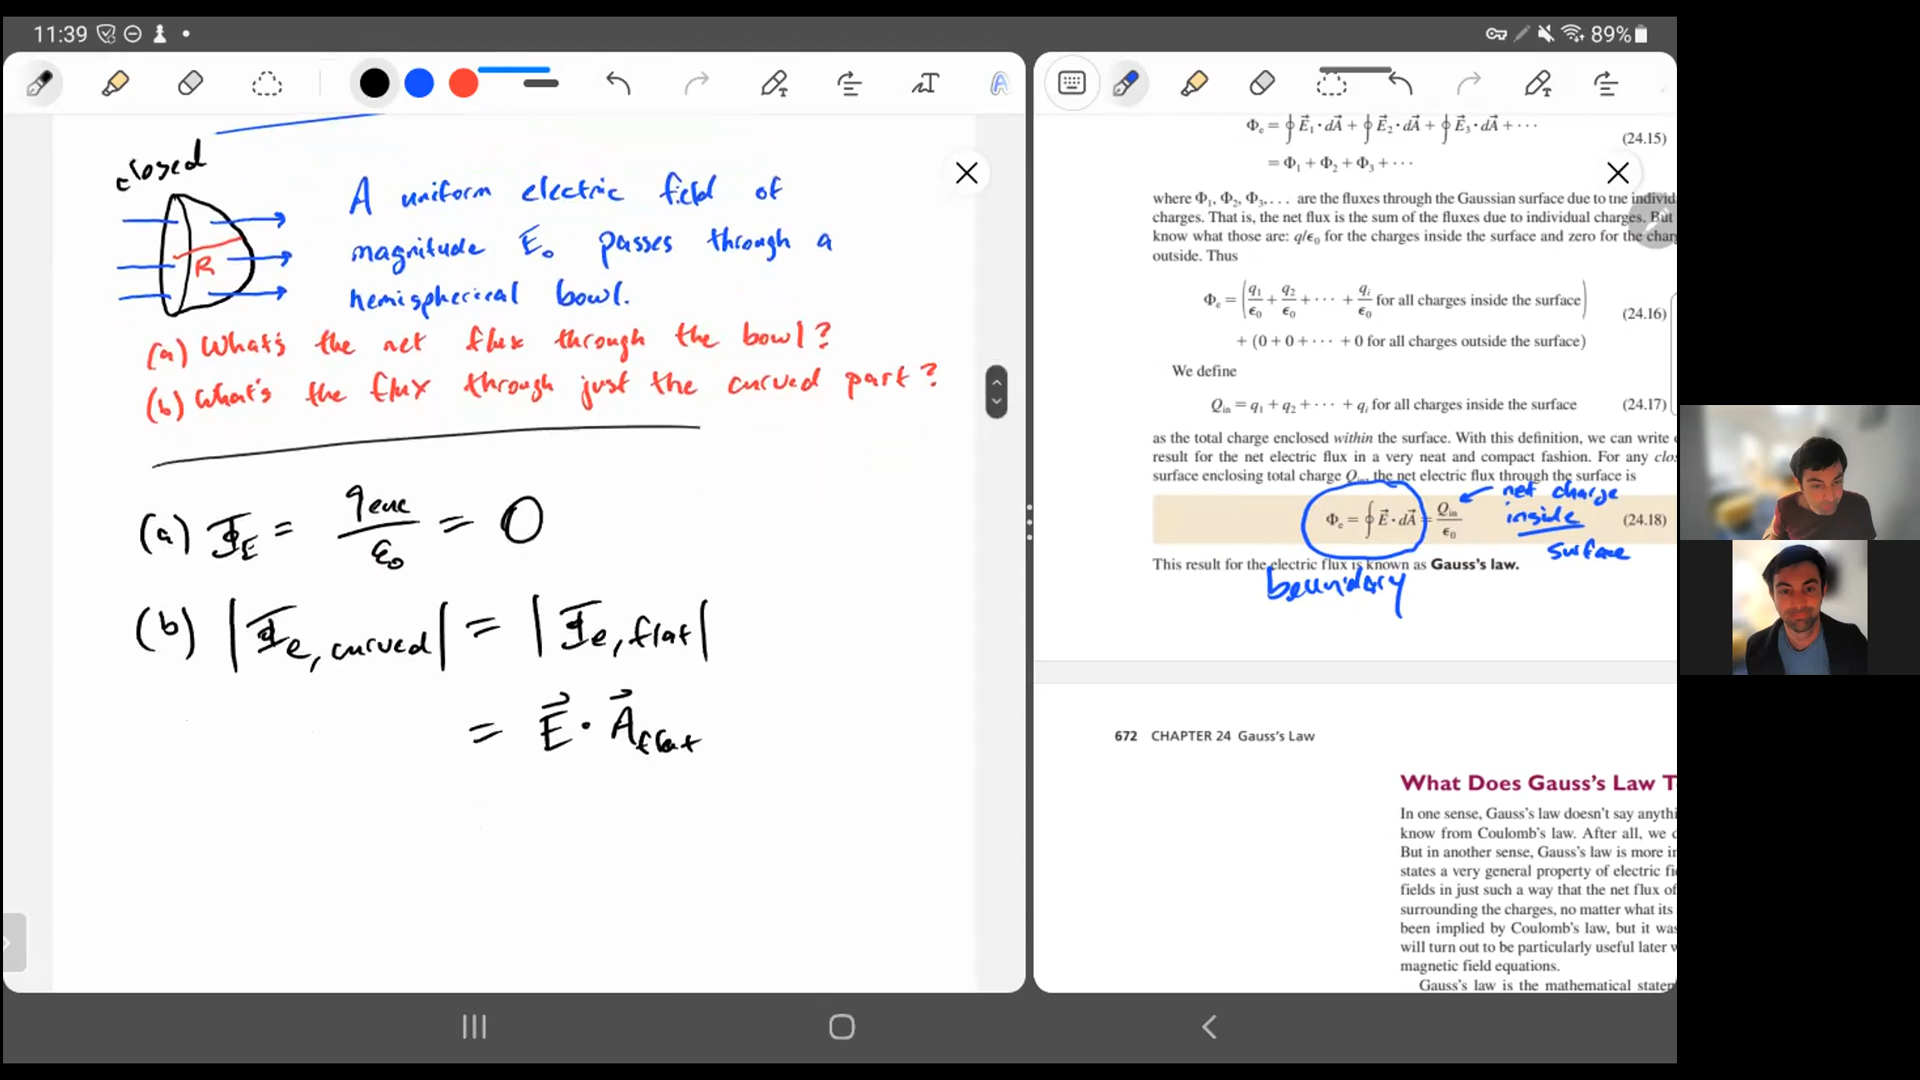 11:39
89%
closed
R
A uniform electric field of
magnitude E₀ passes through a
hemispherical bowl.
(a) What's the net flux through the bowl?
(b) What's the flux through just the curved part?
(a) Φ_E = q_enc/ε₀ = 0
(b) |Φ_e, curved| = |Φ_e, flat|
= E⃗ · A⃗_flat
Φₑ = ∮E⃗₁ · dA⃗ + ∮E⃗₂ · dA⃗ + ∮E⃗₃ · dA⃗ + ···
(24.15)
= Φ₁ + Φ₂ + Φ₃ + ···
where Φ₁, Φ₂, Φ₃, . . . are the fluxes through the Gaussian surface due to the individ
charges. That is, the net flux is the sum of the fluxes due to individual charges. But
know what those are: q/ϵ₀ for the charges inside the surface and zero for the char
outside. Thus
Φₑ = (q₁/ϵ₀ + q₂/ϵ₀ + ··· + qᵢ/ϵ₀ for all charges inside the surface)
(24.16)
+ (0 + 0 + ··· + 0 for all charges outside the surface)
We define
Q_in = q₁ + q₂ + ··· + qᵢ for all charges inside the surface (24.17)
as the total charge enclosed within the surface. With this definition, we can write
result for the net electric flux in a very neat and compact fashion. For any clo
surface enclosing total charge Q_in, the net electric flux through the surface is
Φₑ = ∮E⃗ · dA⃗ = Q_in/ϵ₀ (24.18)
net charge
inside
surface
This result for the electric flux is known as Gauss's law.
boundary
672 CHAPTER 24 Gauss's Law
What Does Gauss's Law T
In one sense, Gauss's law doesn't say anythi
know from Coulomb's law. After all, we
But in another sense, Gauss's law is more
states a very general property of electric
fields in just such a way that the net flux of
surrounding the charges, no matter what its
been implied by Coulomb's law, but it was
will turn out to be particularly useful later
magnetic field equations.
Gauss's law is the mathematical